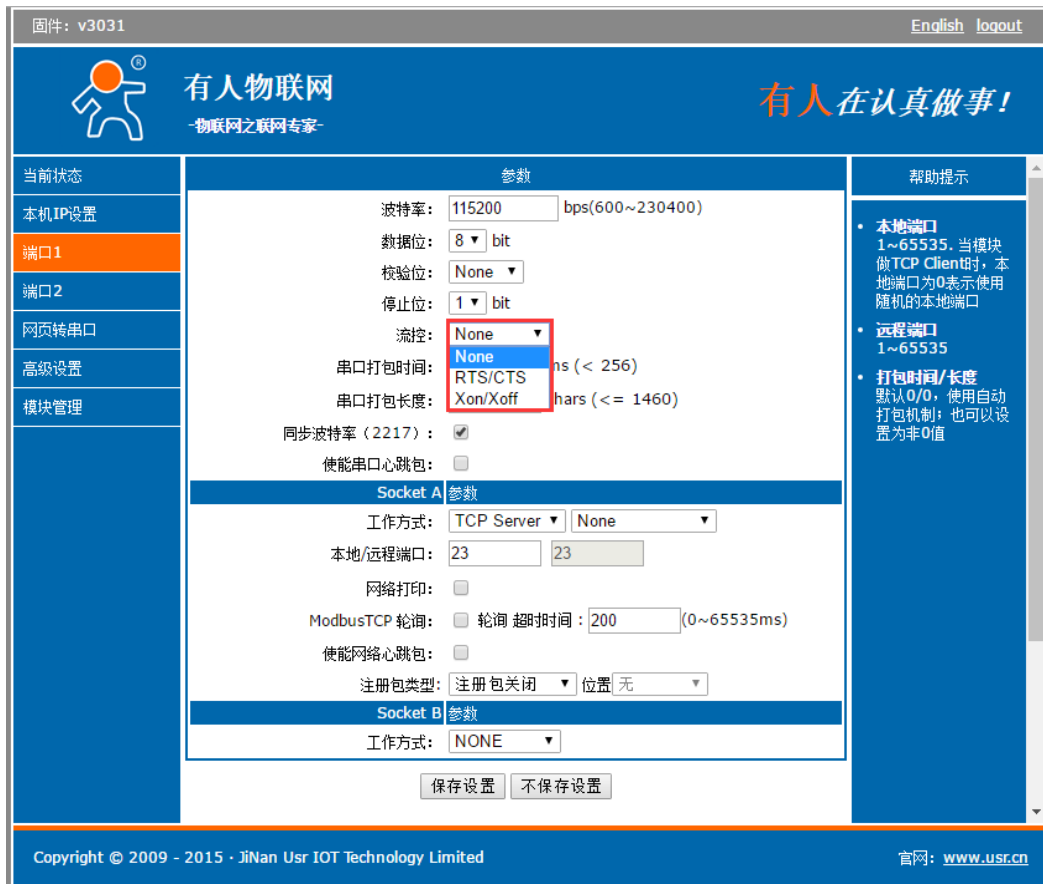 固件: v3031
English logout
®
有人物联网
-物联网之联网专家-
有人在认真做事!
当前状态
本机IP设置
端口1
端口2
网页转串口
高级设置
模块管理
参数
波特率: 115200 bps(600~230400)
数据位: 8 bit
校验位: None
停止位: 1 bit
流控: None
None
RTS/CTS
Xon/Xoff
串口打包时间: ms (< 256)
串口打包长度: hars (<= 1460)
同步波特率（2217）:
使能串口心跳包:
Socket A 参数
工作方式: TCP Server None
本地/远程端口: 23 23
网络打印:
ModbusTCP 轮询: 轮询 超时时间: 200 (0~65535ms)
使能网络心跳包:
注册包类型: 注册包关闭 位置 无
Socket B 参数
工作方式: NONE
保存设置 不保存设置
帮助提示
• 本地端口
1~65535. 当模块
做TCP Client时，本
地端口为0表示使用
随机的本地端口
• 远程端口
1~65535
• 打包时间/长度
默认0/0，使用自动
打包机制；也可以设
置为非0值
Copyright © 2009 - 2015 · JiNan Usr IOT Technology Limited
官网: www.usr.cn